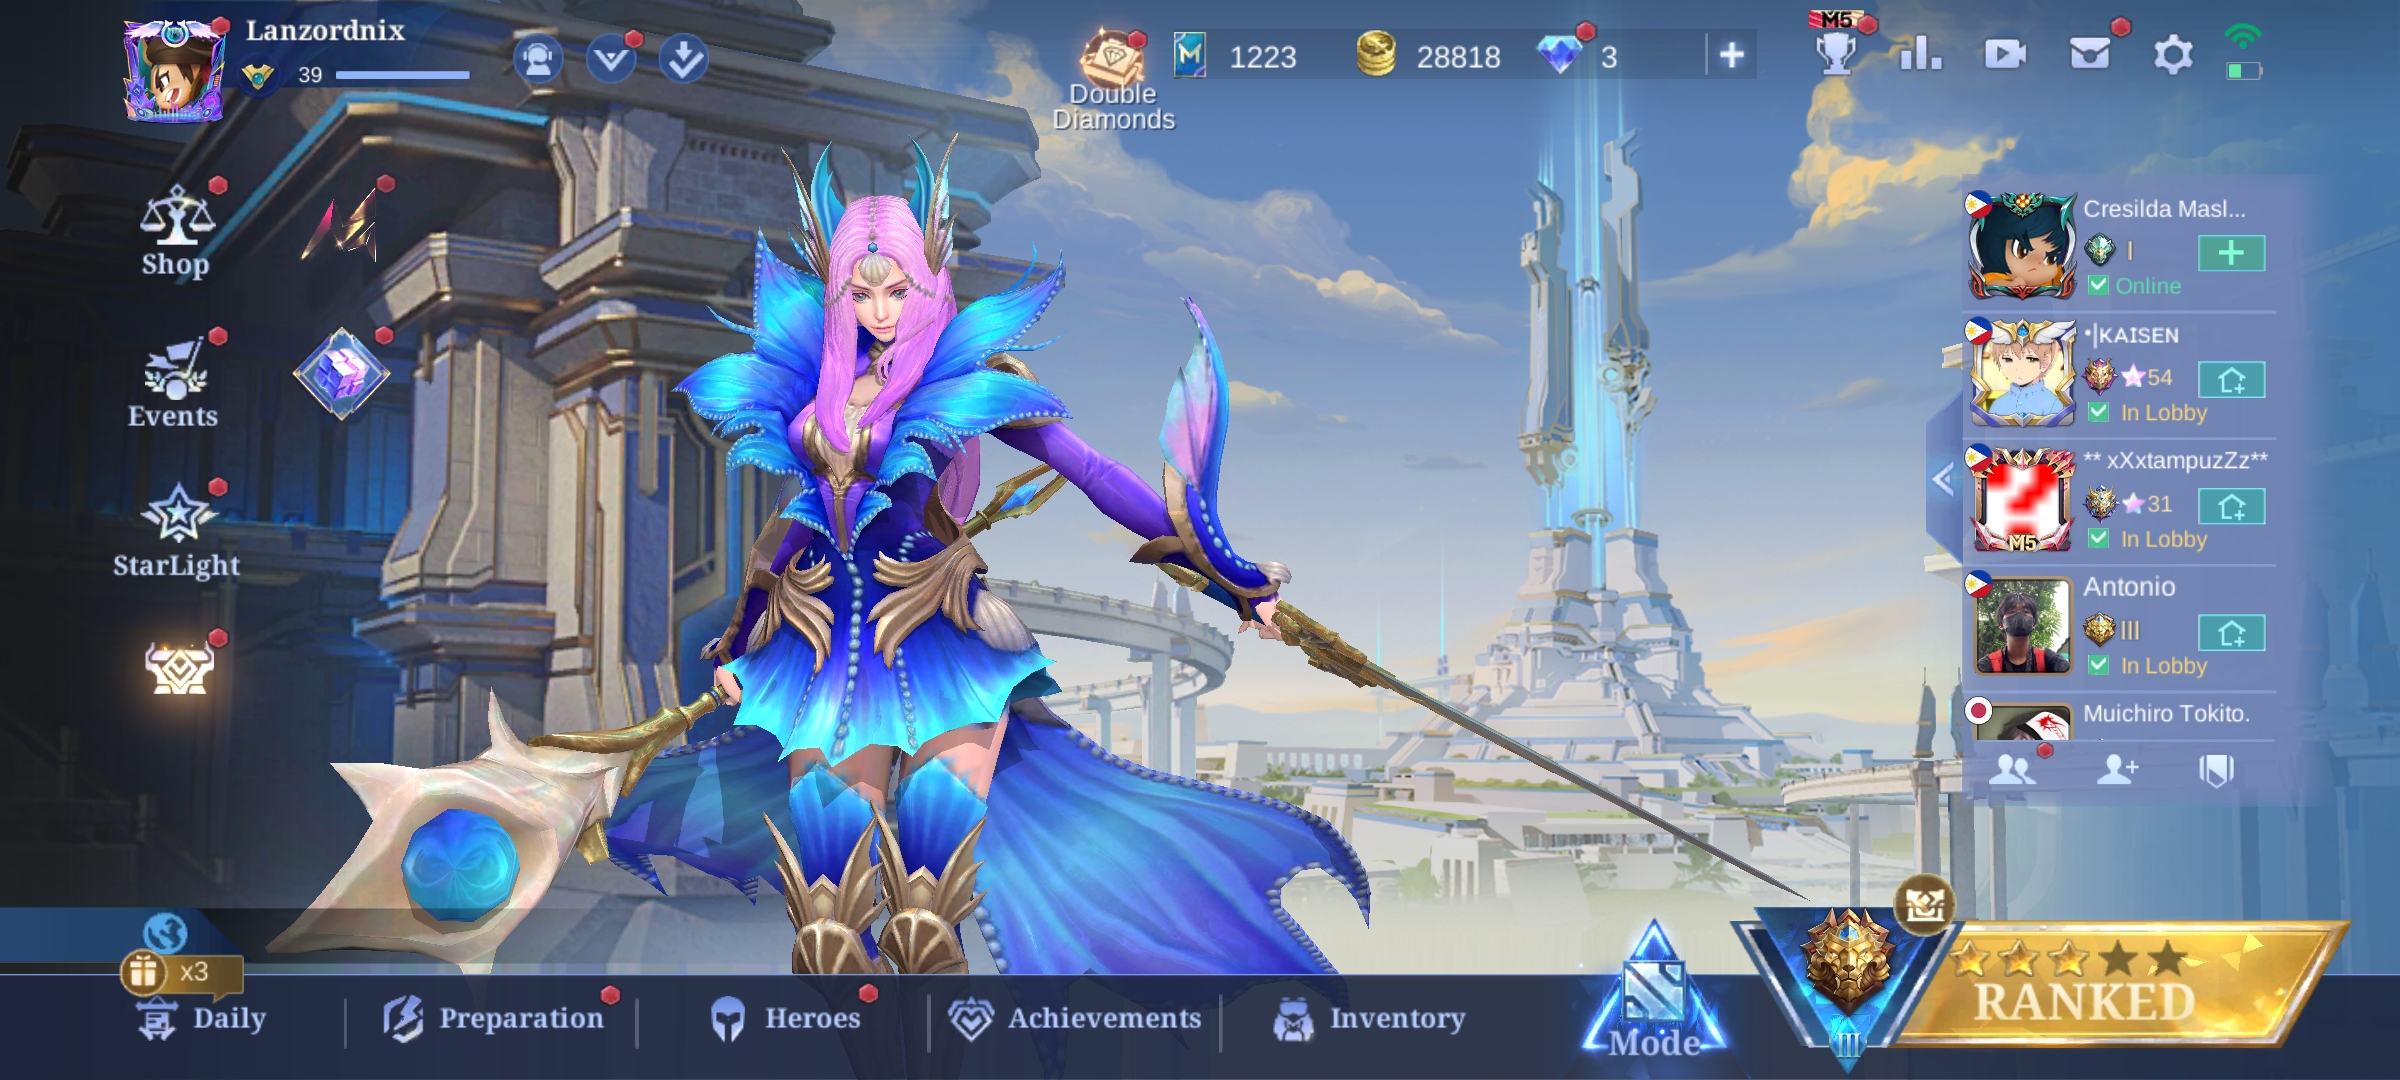 Lanzordnix
39
Double
Diamonds
M
1223
28818
3
M5
Shop
Events
StarLight
Cresilda Masl...
I
Online
•|KAISEN
54
In Lobby
** xXxtampuzZz**
31
M5
In Lobby
Antonio
III
In Lobby
Muichiro Tokito.
x3
Daily
Preparation
Heroes
Achievements
Inventory
Mode
III
RANKED